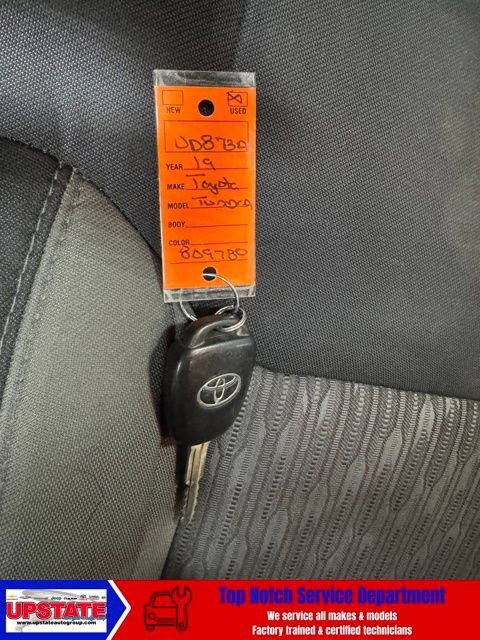 NEW USED
UD873A
YEAR 19
MAKE Toyota
MODEL Tundra
BODY
COLOR
809780
UPSTATE
www.upstateautogroup.com
Top Notch Service Department
We service all makes & models
Factory trained & certified technicians